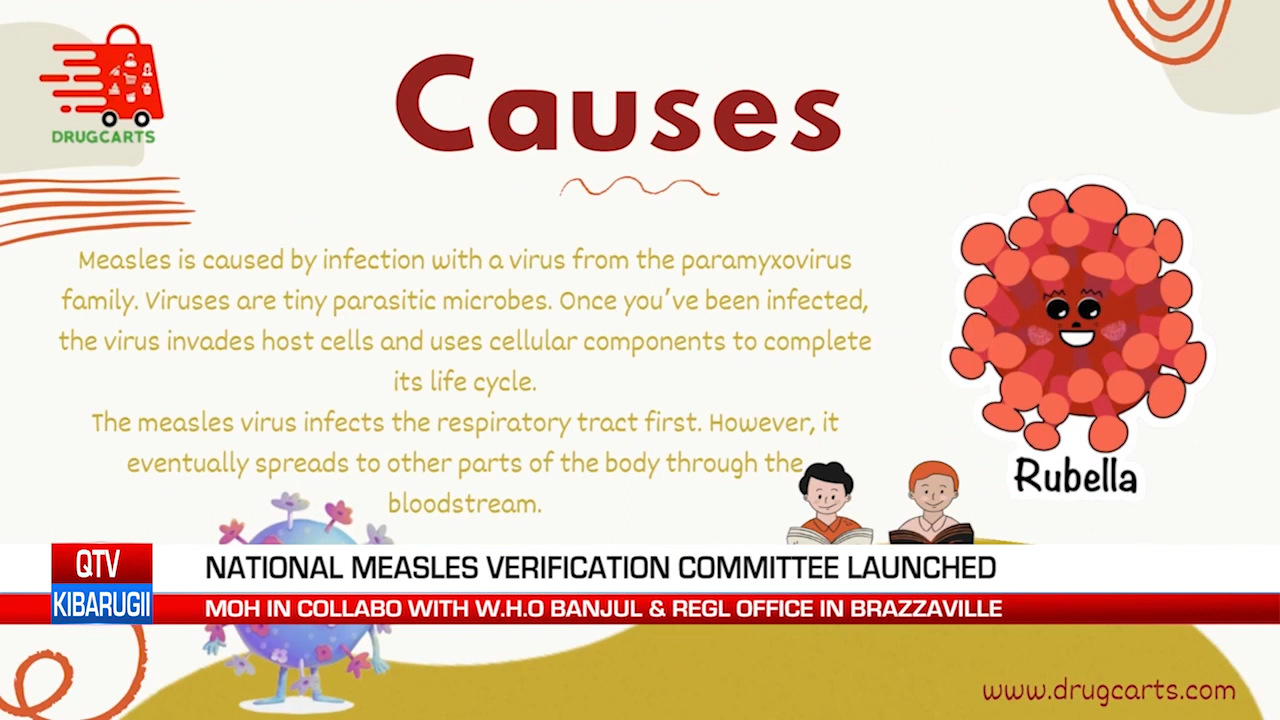 DRUGCARTS
Causes
Measles is caused by infection with a virus from the paramyxovirus
family. Viruses are tiny parasitic microbes. Once you've been infected,
the virus invades host cells and uses cellular components to complete
its life cycle.
The measles virus infects the respiratory tract first. However, it
eventually spreads to other parts of the body through the
bloodstream.
Rubella
QTV
KIBARUGII
NATIONAL MEASLES VERIFICATION COMMITTEE LAUNCHED
MOH IN COLLABO WITH W.H.O BANJUL & REGL OFFICE IN BRAZZAVILLE
www.drugcarts.com